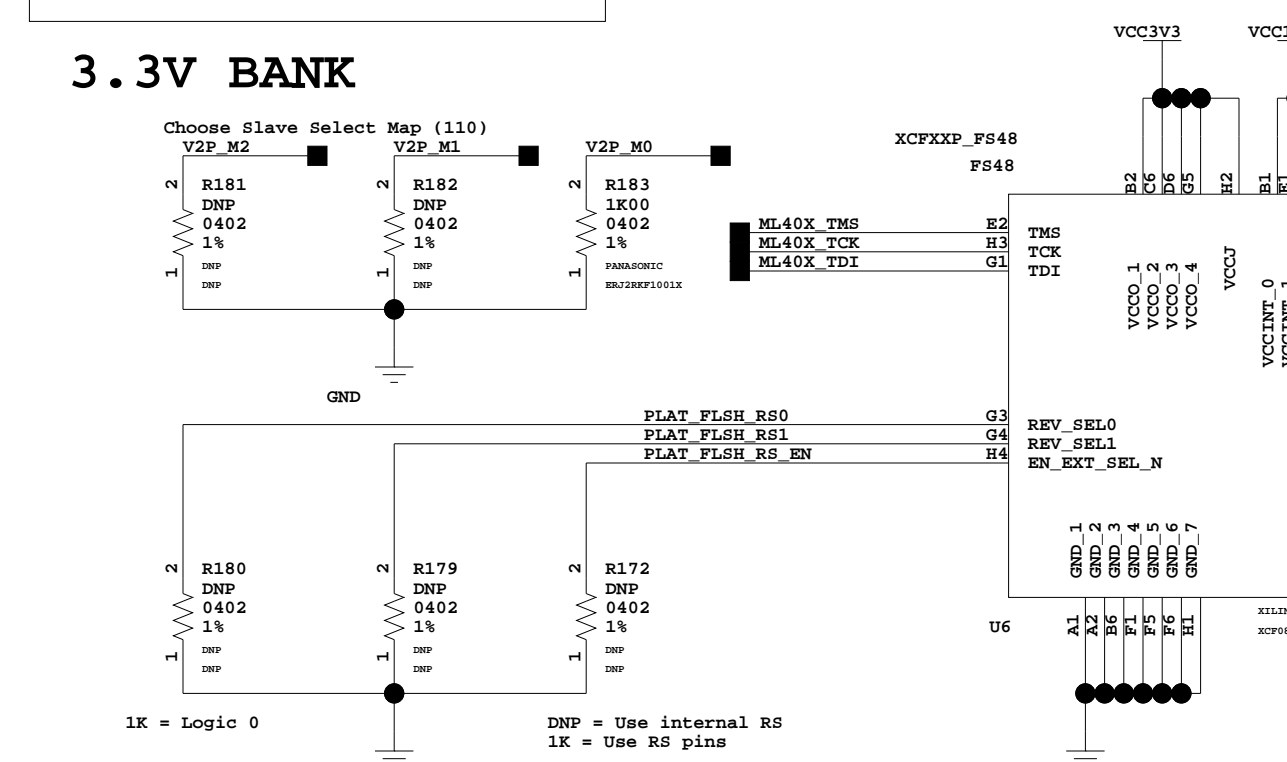 VCC3V3
VCC1
3.3V BANK
Choose Slave Select Map (110)
V2P_M2
V2P_M1
V2P_M0
XCFXXP_FS48
FS48
2
R181
DNP
0402
1%
1
DNP
DNP
2
R182
DNP
0402
1%
1
DNP
DNP
2
R183
1K00
0402
1%
1
PANASONIC
ERJ2RKF1001X
B2
C6
D6
G5
H2
B1
E1
ML40X_TMS
ML40X_TCK
ML40X_TDI
E2
H3
G1
TMS
TCK
TDI
VCCO_1
VCCO_2
VCCO_3
VCCO_4
VCCJ
VCCINT_0
VCCINT_1
GND
PLAT_FLSH_RS0
PLAT_FLSH_RS1
PLAT_FLSH_RS_EN
G3
G4
H4
REV_SEL0
REV_SEL1
EN_EXT_SEL_N
GND_1
GND_2
GND_3
GND_4
GND_5
GND_6
GND_7
2
R180
DNP
0402
1%
1
DNP
DNP
2
R179
DNP
0402
1%
1
DNP
DNP
2
R172
DNP
0402
1%
1
DNP
DNP
U6
A1
A2
B6
F1
F5
F6
H1
XILIN
XCF08
1K = Logic 0
DNP = Use internal RS
1K = Use RS pins